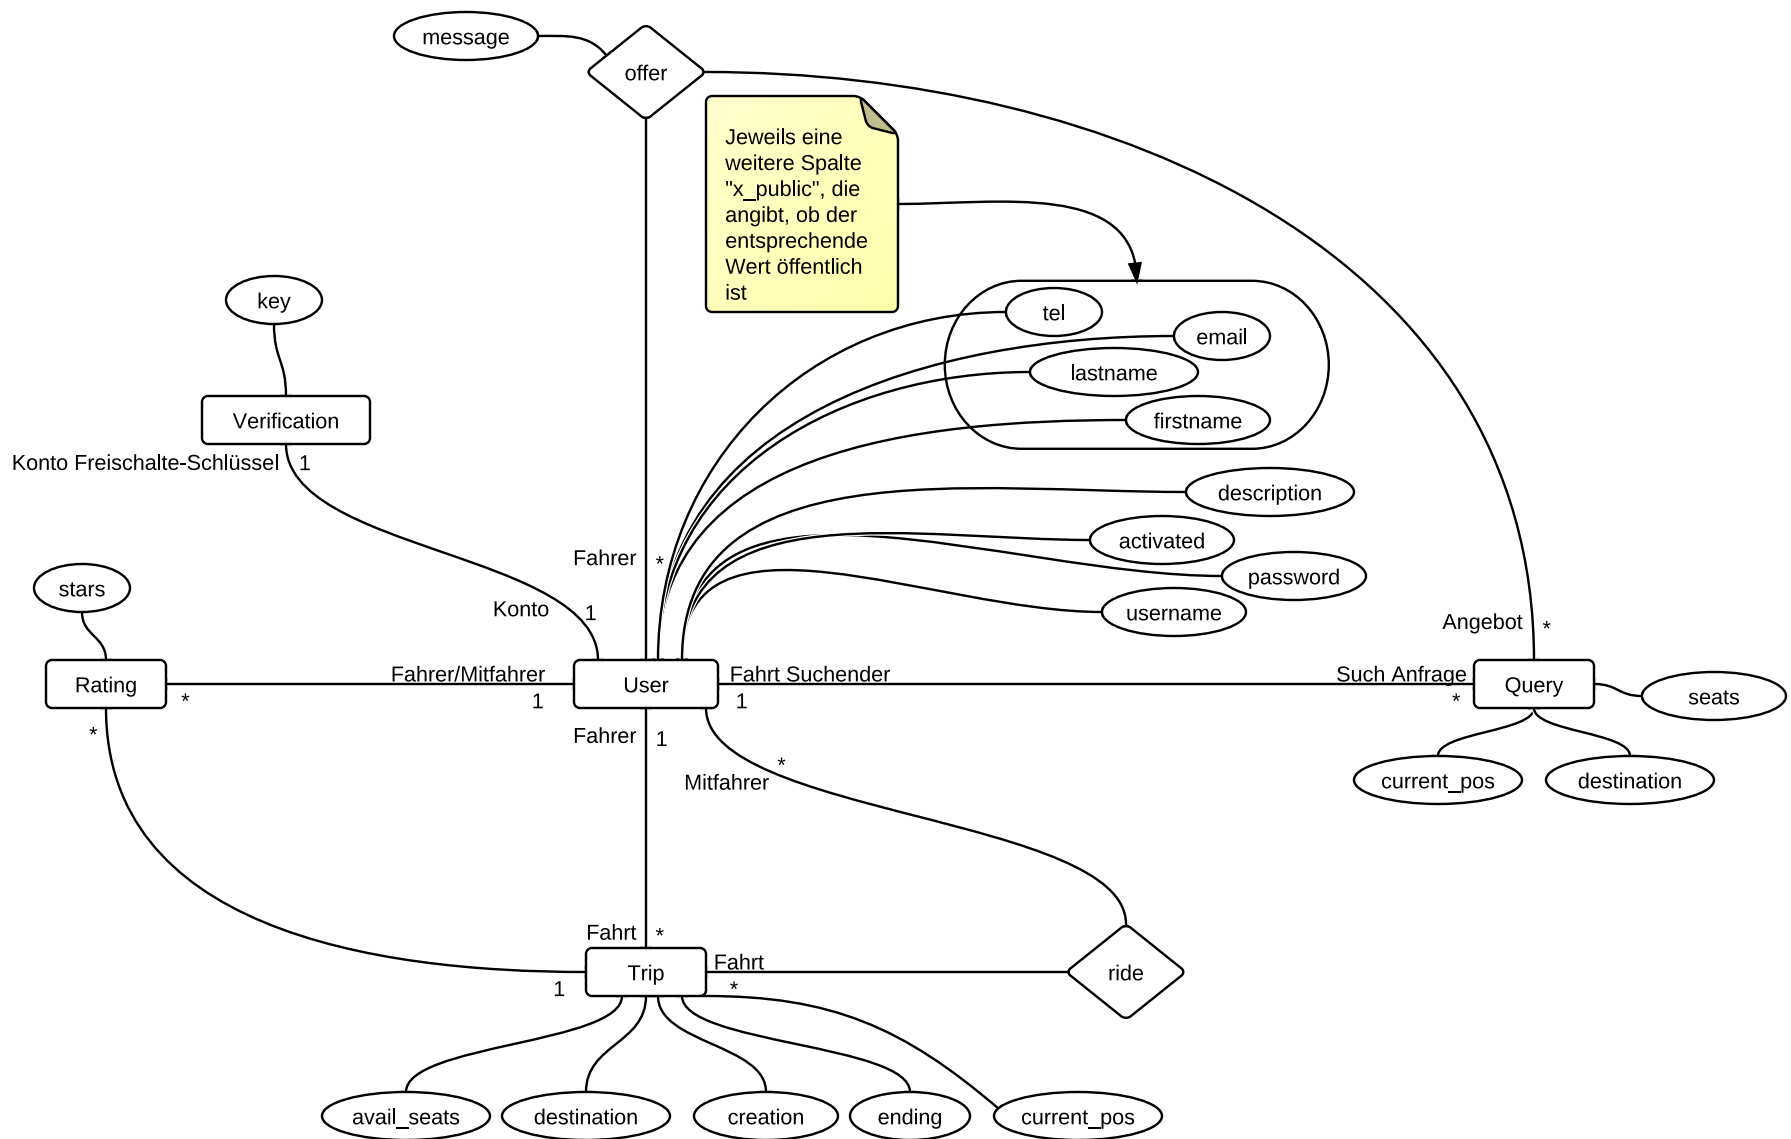 message
offer
Jeweils eine
weitere Spalte
"x_public", die
angibt, ob der
entsprechende
Wert öffentlich
ist
key
tel
email
lastname
firstname
Verification
Konto Freischalte-Schlüssel
1
description
activated
Fahrer
*
password
stars
Konto
1
username
Angebot
*
Rating
Fahrer/Mitfahrer
User
Fahrt Suchender
Such Anfrage
Query
seats
*
1
1
*
*
Fahrer
1
*
Mitfahrer
current_pos
destination
Fahrt
*
Trip
Fahrt
ride
1
*
avail_seats
destination
creation
ending
current_pos